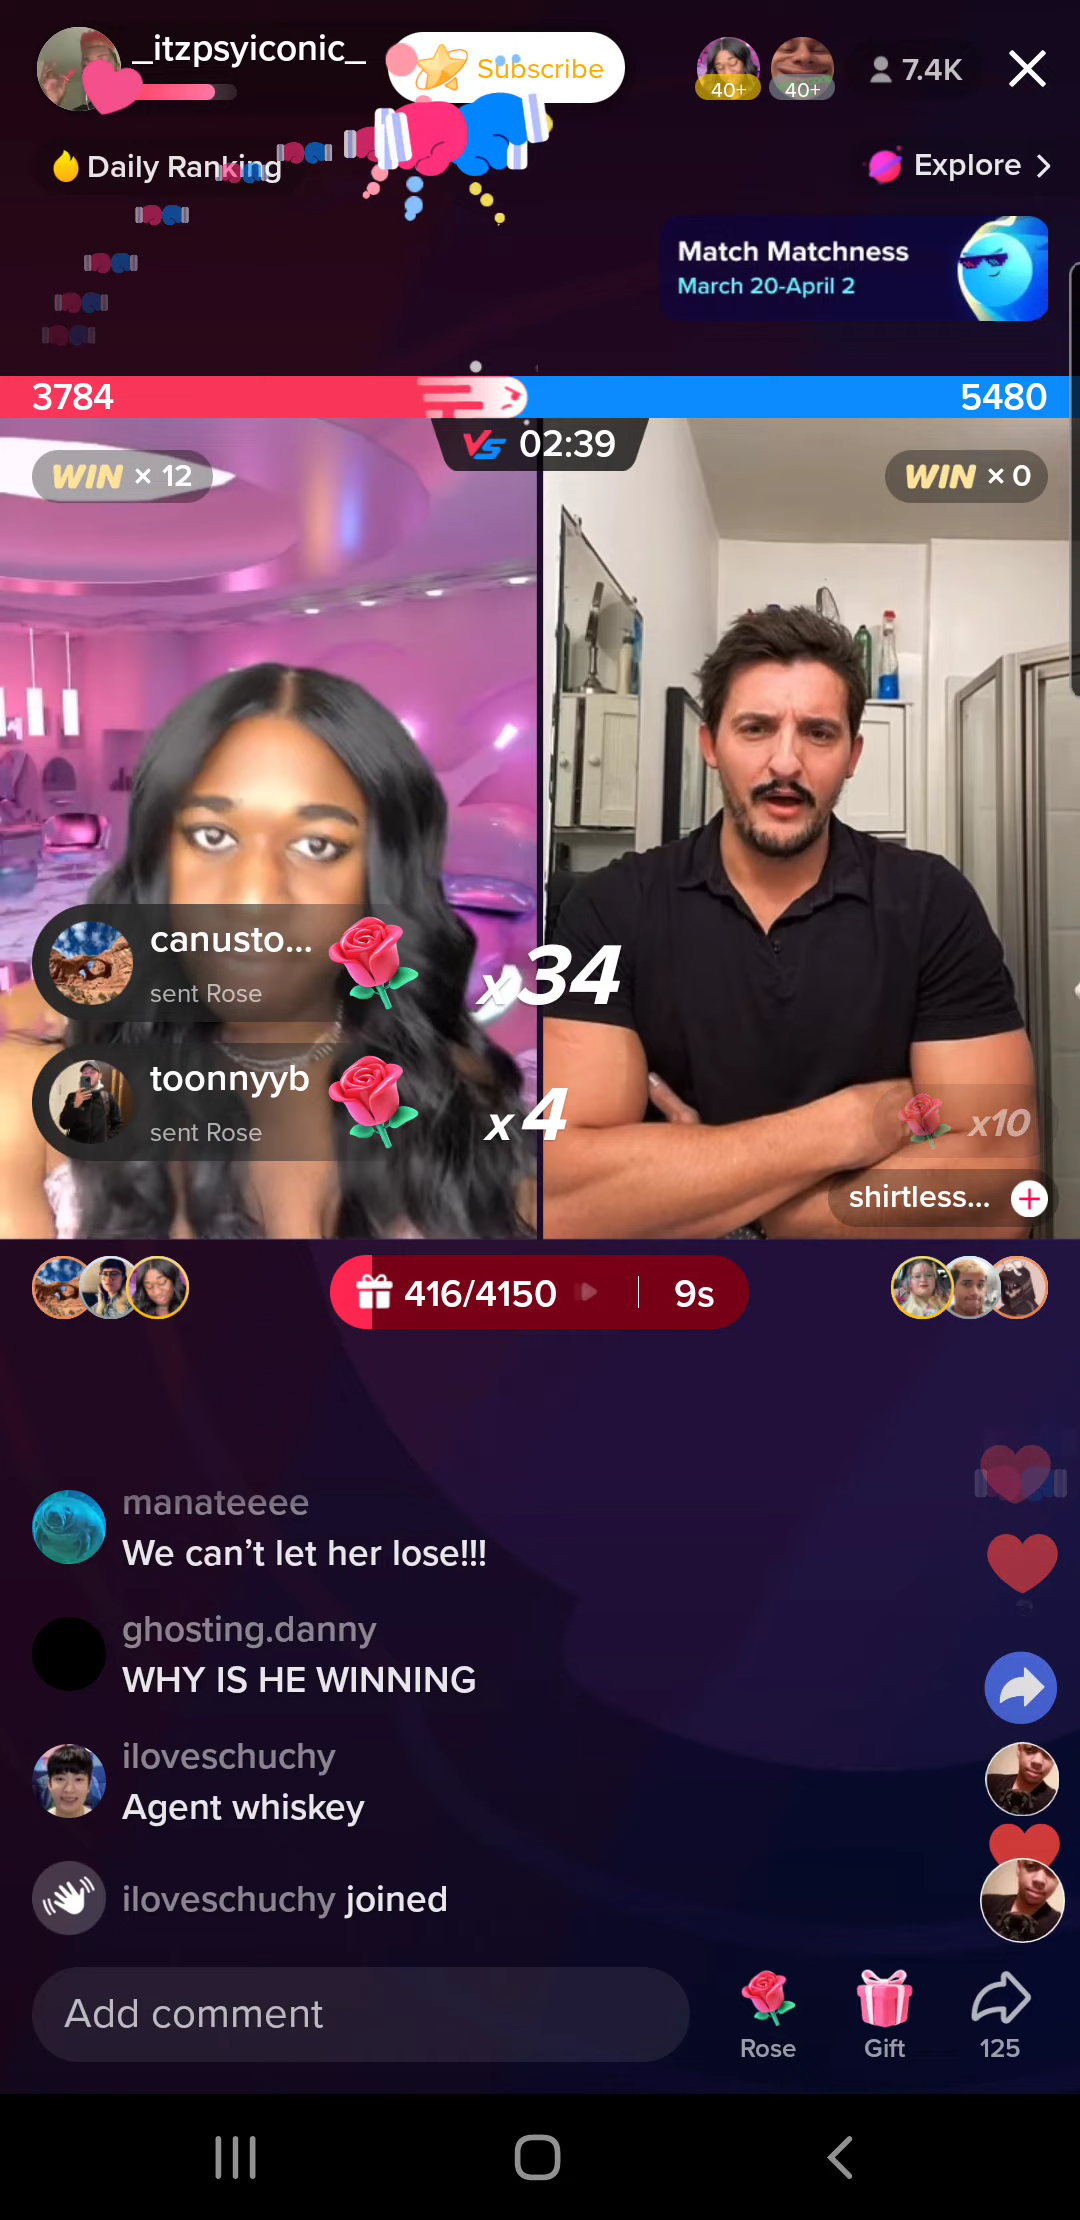 _itzpsyiconic_
Subscribe
40+
40+
7.4K
Daily Ranking
Explore
Match Matchness
March 20-April 2
3784
5480
VS 02:39
WIN × 12
WIN × 0
canusto...
sent Rose
x34
toonnyyb
sent Rose
x4
x10
shirtless...
416/4150
9s
manateeee
We can't let her lose!!!
ghosting.danny
WHY IS HE WINNING
iloveschuchy
Agent whiskey
iloveschuchy joined
Add comment
Rose
Gift
125